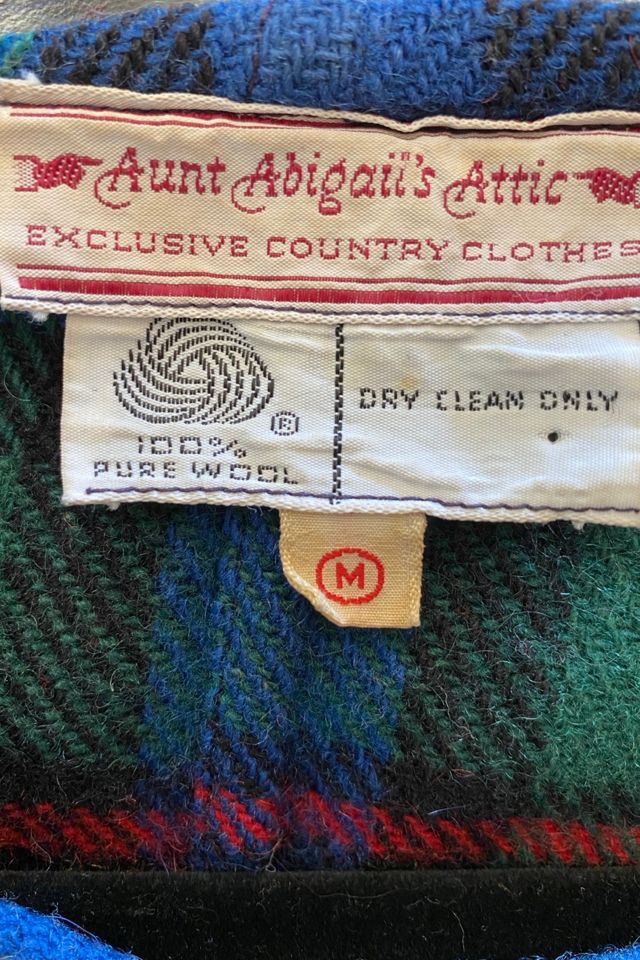 Aunt Abigail's Attic
EXCLUSIVE COUNTRY CLOTHES
®
100%
PURE WOOL
DRY CLEAN ONLY
M